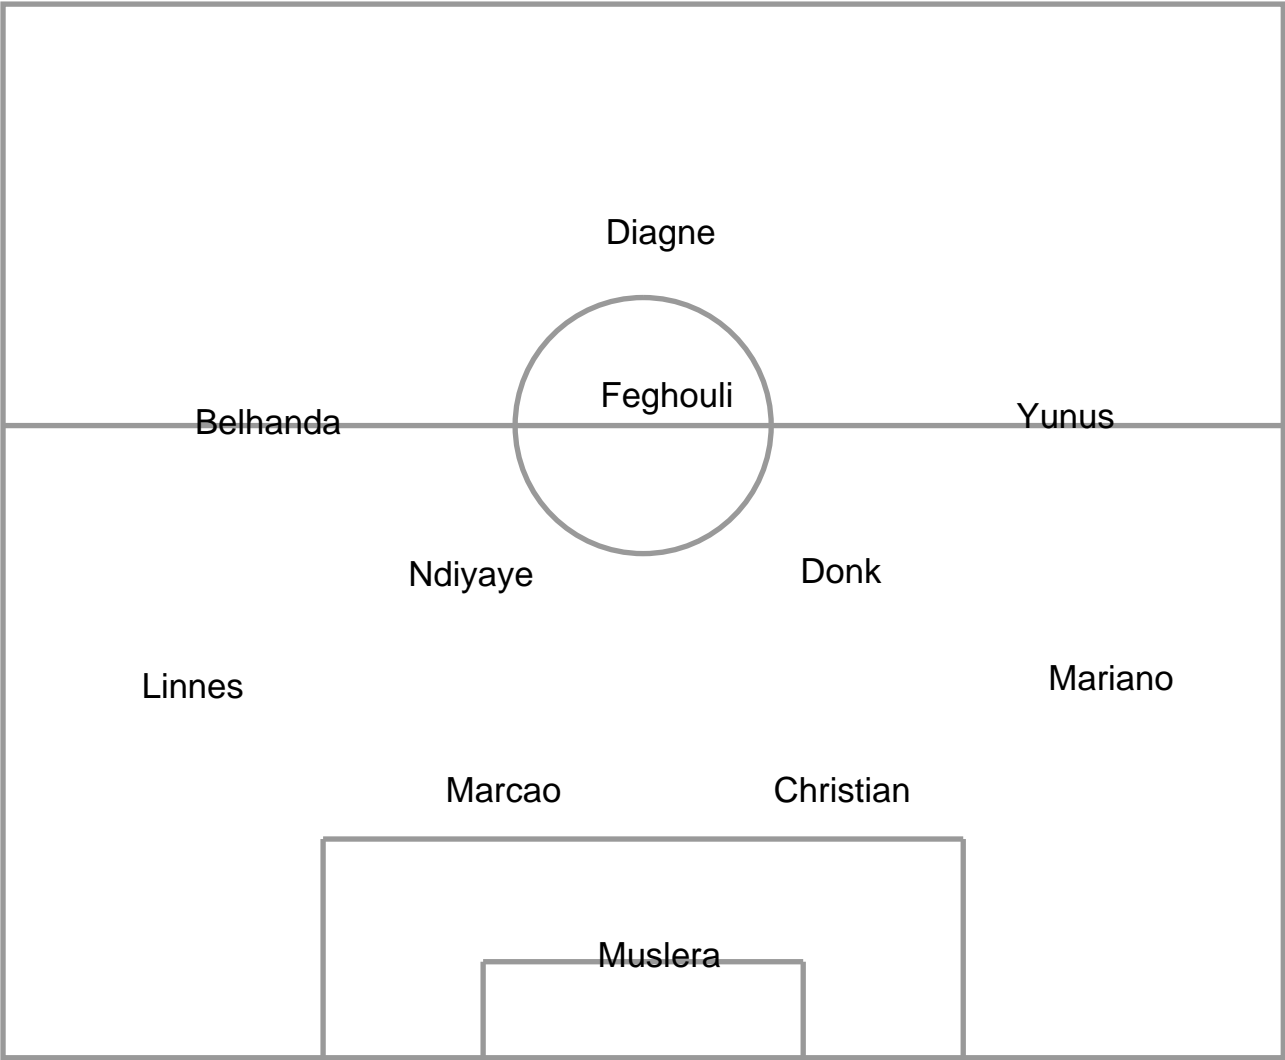 Diagne
Feghouli
Belhanda
Yunus
Ndiyaye
Donk
Linnes
Mariano
Marcao
Christian
Muslera